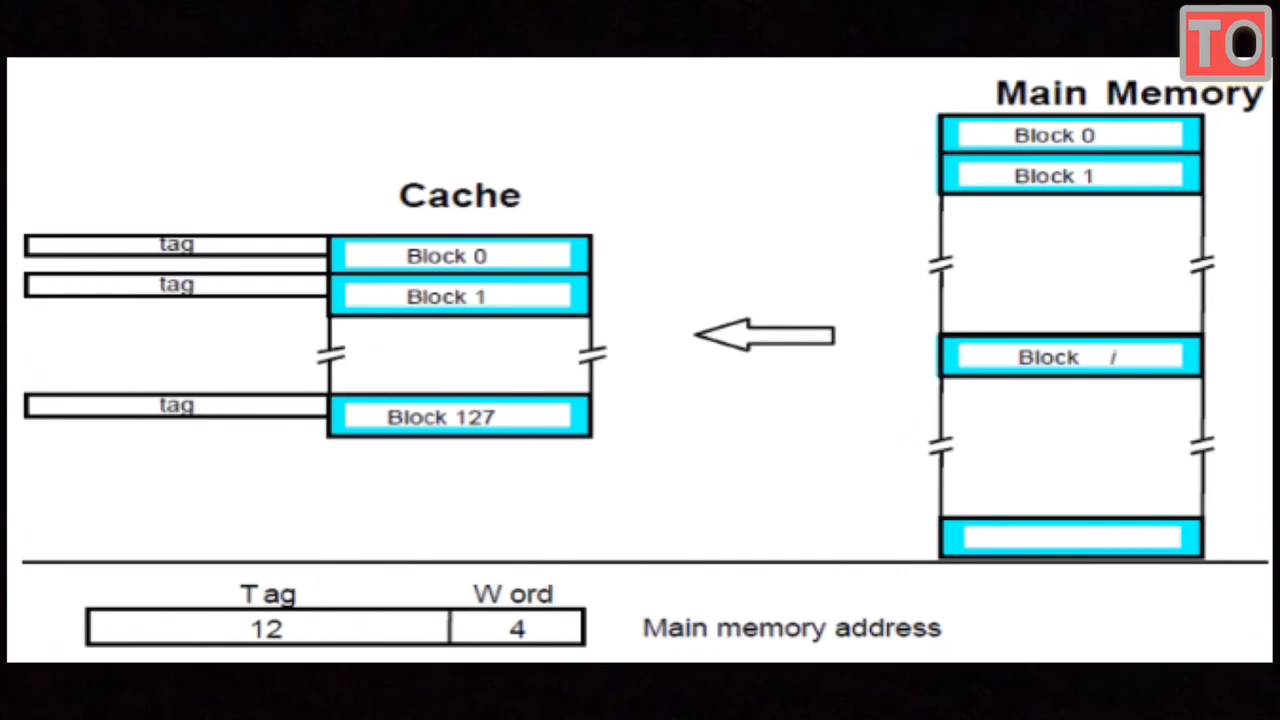 TO
Main Memory
Block 0
Block 1
Block i
Cache
tag Block 0
tag Block 1
tag Block 127
Tag Word
12 4 Main memory address